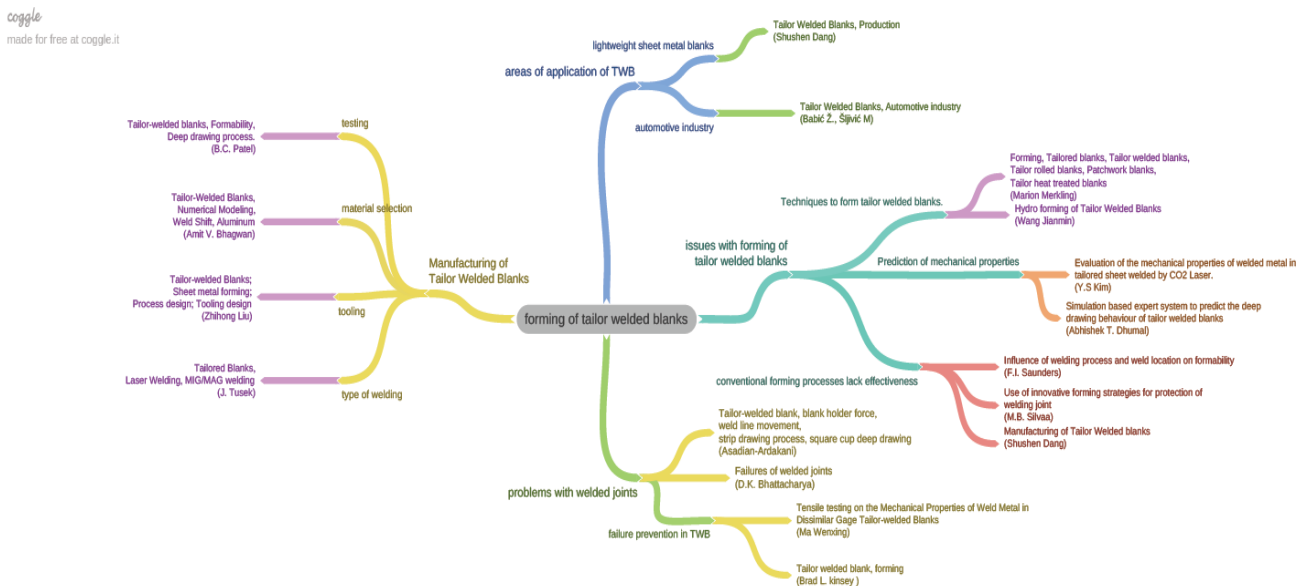 coggle
made for free at coggle.it
Tailor Welded Blanks, Production
(Shushen Dang)
lightweight sheet metal blanks
areas of application of TWB
Tailor Welded Blanks, Automotive industry
(Babić Ž., Šljivić M)
automotive industry
testing
Tailor-welded blanks, Formability,
Deep drawing process.
(B.C. Patel)
material selection
Tailor-Welded Blanks,
Numerical Modeling,
Weld Shift, Aluminum
(Amit V. Bhagwan)
Manufacturing of
Tailor Welded Blanks
Tailor-welded Blanks;
Sheet metal forming;
Process design; Tooling design
(Zhihong Liu)
tooling
Tailored Blanks,
Laser Welding, MIG/MAG welding
(J. Tusek)
type of welding
forming of tailor welded blanks
Forming, Tailored blanks, Tailor welded blanks,
Tailor rolled blanks, Patchwork blanks,
Tailor heat treated blanks
(Marion Merkling)
Techniques to form tailor welded blanks.
Hydro forming of Tailor Welded Blanks
(Wang Jianmin)
issues with forming of
tailor welded blanks
Prediction of mechanical properties
Evaluation of the mechanical properties of welded metal in
tailored sheet welded by CO2 Laser.
(Y.S Kim)
Simulation based expert system to predict the deep
drawing behaviour of tailor welded blanks
(Abhishek T. Dhumal)
conventional forming processes lack effectiveness
Influence of welding process and weld location on formability
(F.I. Saunders)
Use of innovative forming strategies for protection of
welding joint
(M.B. Silvaa)
Manufacturing of Tailor Welded blanks
(Shushen Dang)
Tailor-welded blank, blank holder force,
weld line movement,
strip drawing process, square cup deep drawing
(Asadian-Ardakani)
Failures of welded joints
(D.K. Bhattacharya)
problems with welded joints
failure prevention in TWB
Tensile testing on the Mechanical Properties of Weld Metal in
Dissimilar Gage Tailor-welded Blanks
(Ma Wenxing)
Tailor welded blank, forming
(Brad L. kinsey )